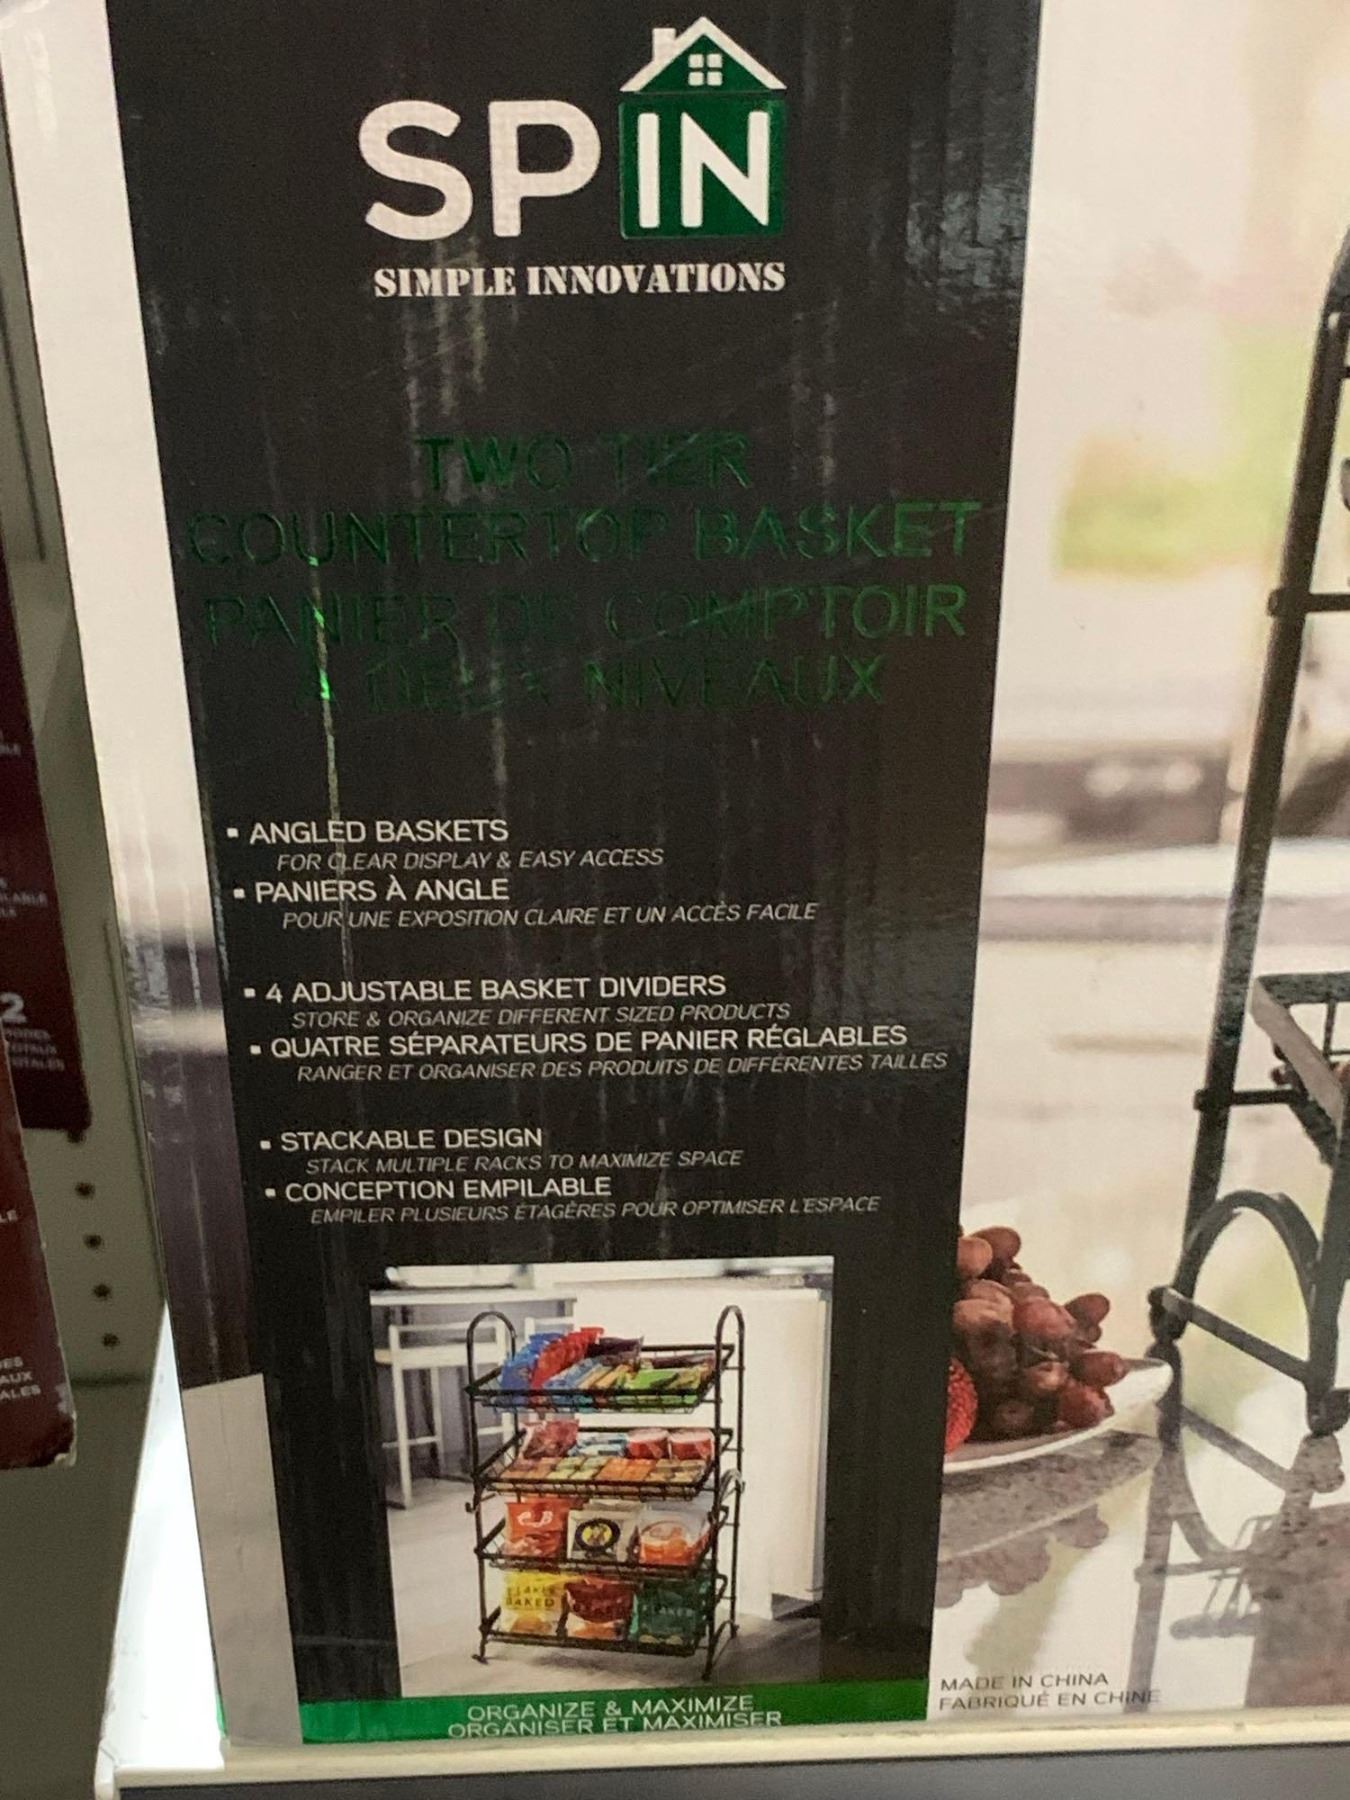 SPIN
SIMPLE INNOVATIONS
TWO TIER
COUNTERTOP BASKET
PANIER DE COMPTOIR
À DEUX NIVEAUX
▪ ANGLED BASKETS
FOR CLEAR DISPLAY & EASY ACCESS
▪ PANIERS À ANGLE
POUR UNE EXPOSITION CLAIRE ET UN ACCÈS FACILE
▪ 4 ADJUSTABLE BASKET DIVIDERS
STORE & ORGANIZE DIFFERENT SIZED PRODUCTS
▪ QUATRE SÉPARATEURS DE PANIER RÉGLABLES
RANGER ET ORGANISER DES PRODUITS DE DIFFÉRENTES TAILLES
▪ STACKABLE DESIGN
STACK MULTIPLE RACKS TO MAXIMIZE SPACE
▪ CONCEPTION EMPILABLE
EMPILER PLUSIEURS ÉTAGÈRES POUR OPTIMISER L'ESPACE
BAKED
ORGANIZE & MAXIMIZE
ORGANISER ET MAXIMISER
MADE IN CHINA
FABRIQUÉ EN CHINE
2